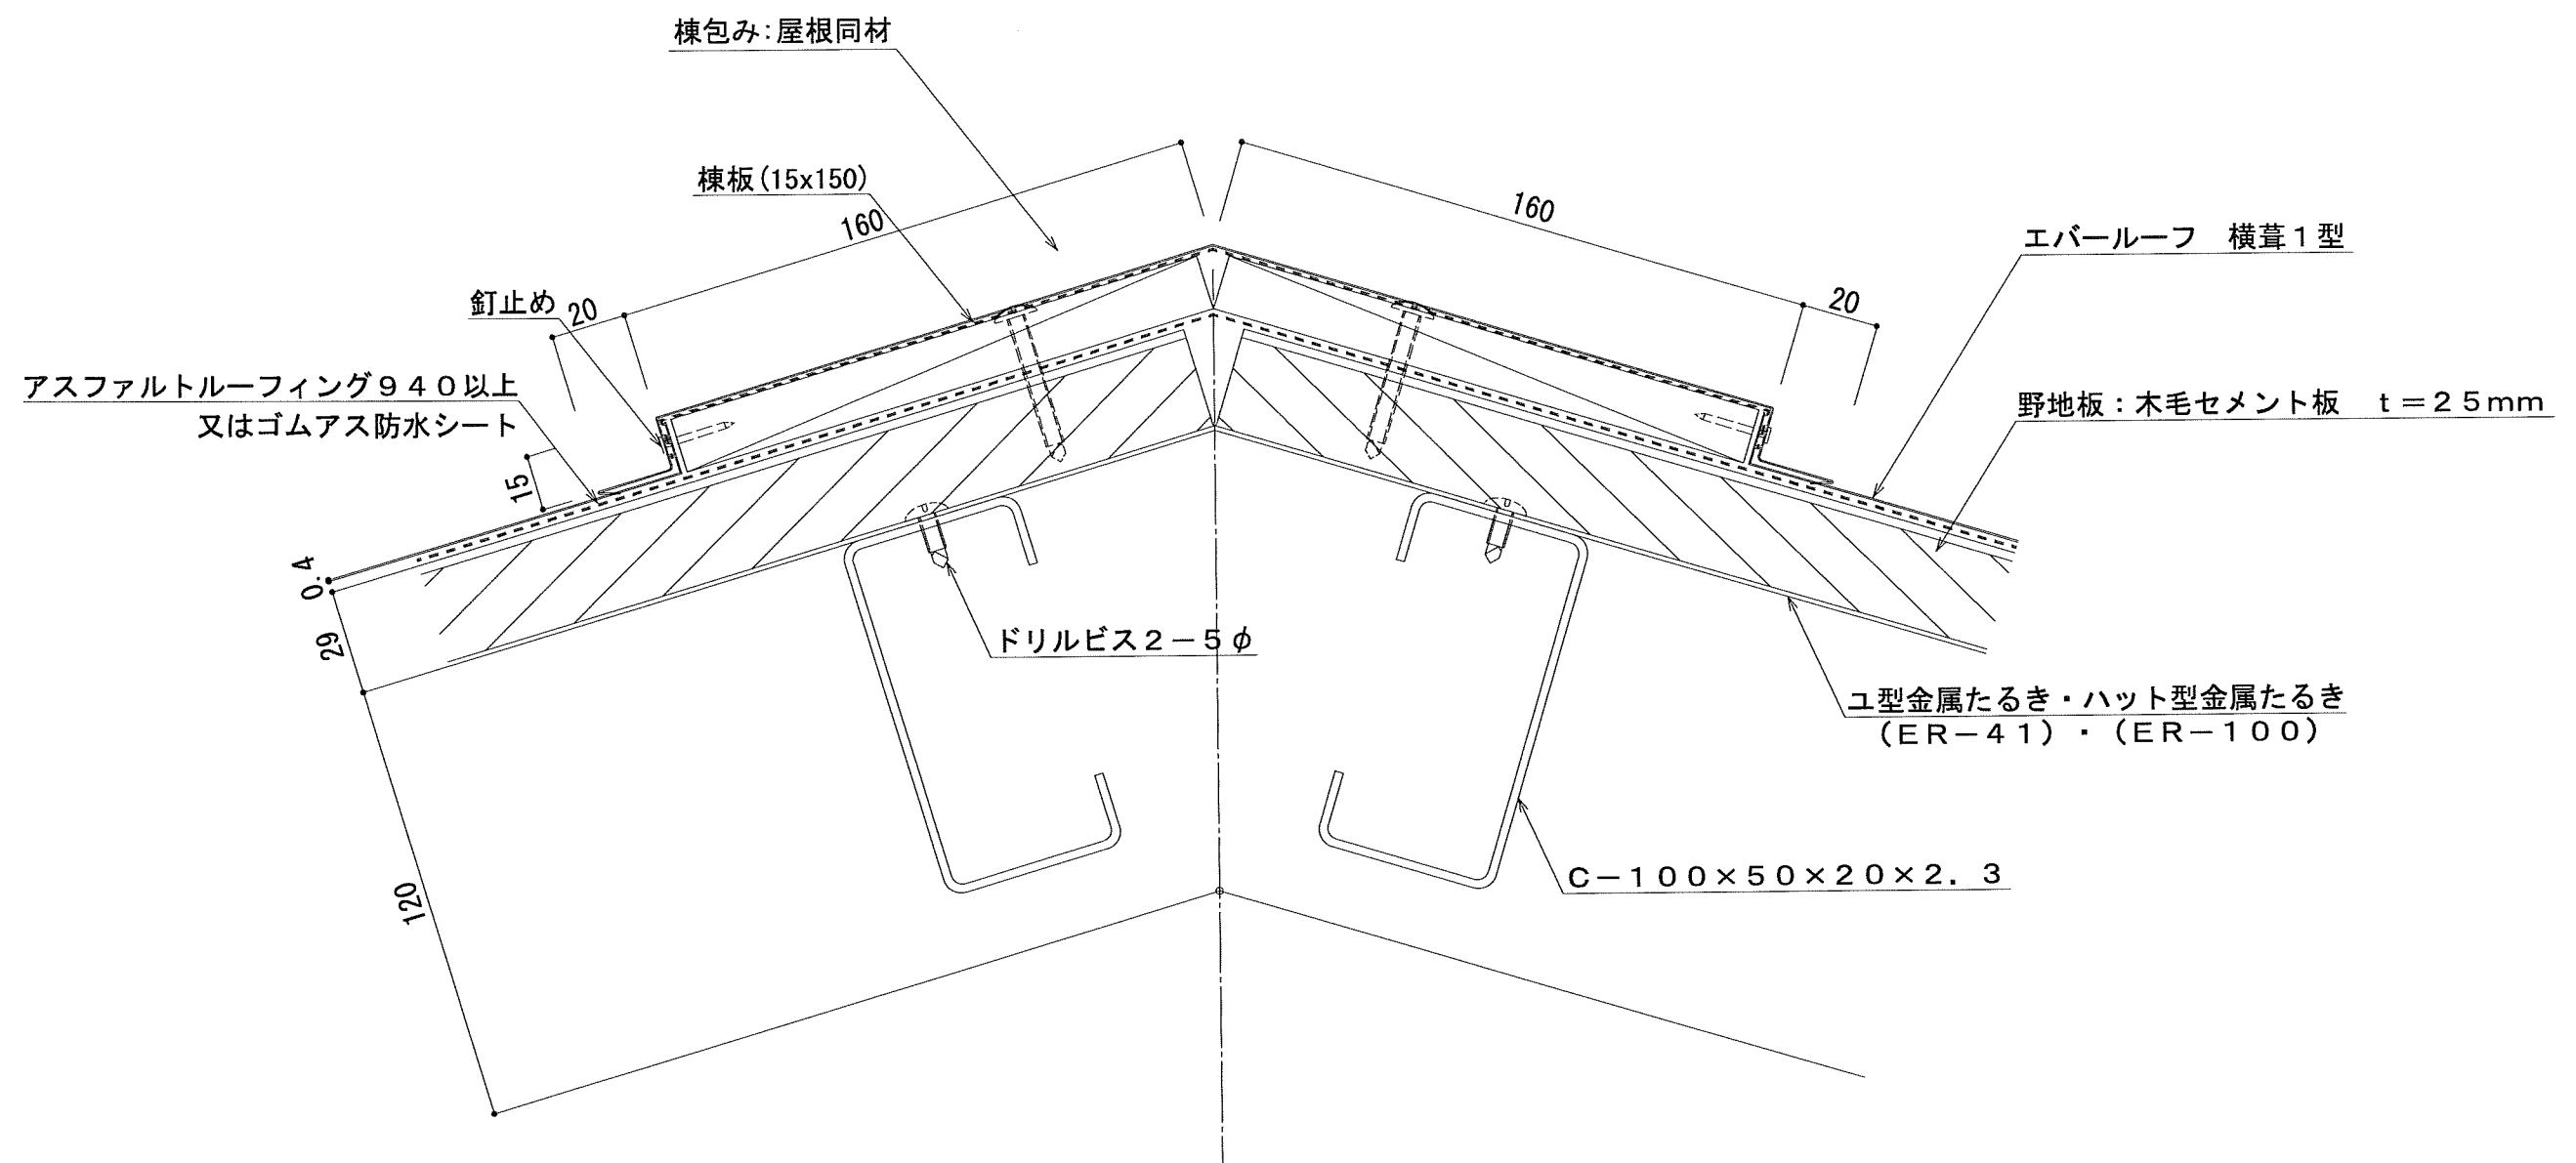 棟包み:屋根同材
棟板(15x150)
160
160
エバールーフ　横葺1型
釘止め
20
20
アスファルトルーフィング940以上
又はゴムアス防水シート
野地板：木毛セメント板　t＝25mm
15
0.4
29
ドリルビス2－5φ
ユ型金属たるき・ハット型金属たるき
（ER－41）・（ER－100）
120
C－100×50×20×2．3